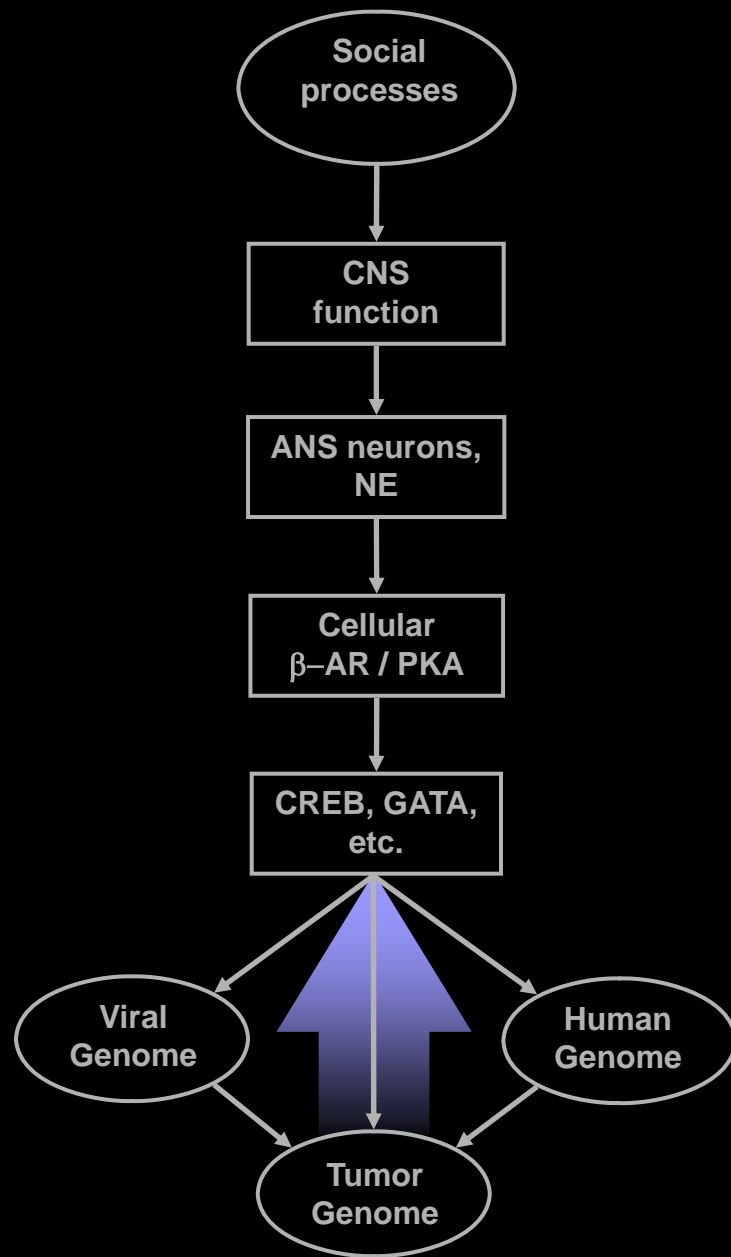 Social
processes
CNS
function
ANS neurons,
NE
Cellular
β–AR / PKA
CREB, GATA,
etc.
Viral
Genome
Human
Genome
Tumor
Genome